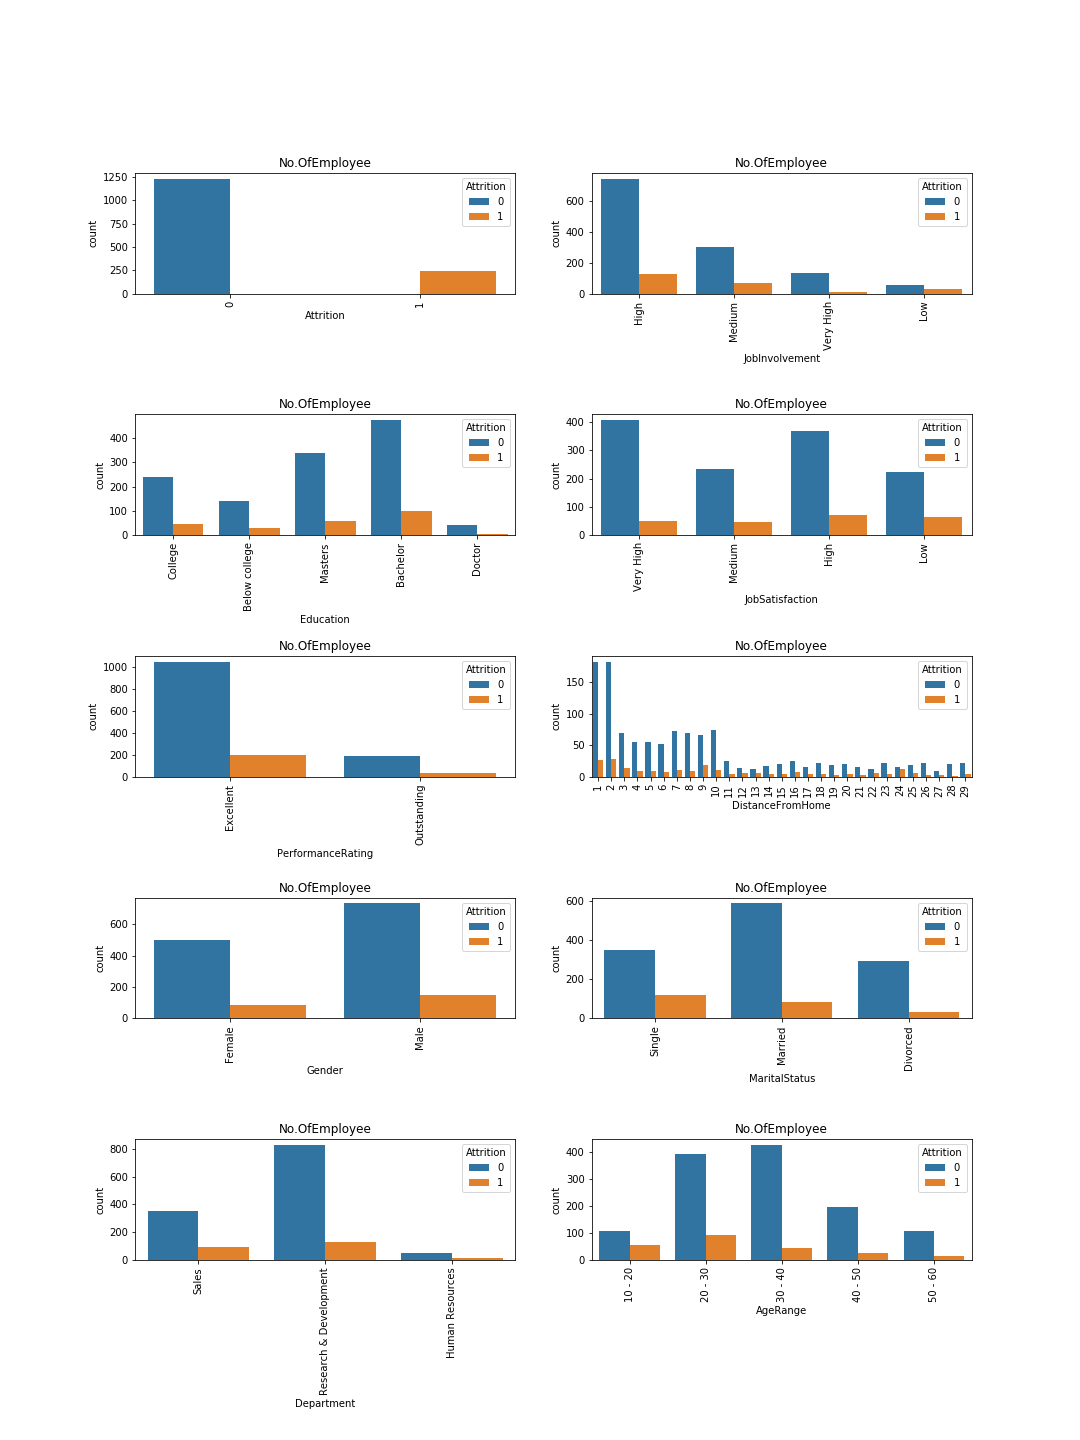 No.OfEmployee
1250
1000
750
500
250
0
count
Attrition
0
1
0
1
Attrition
No.OfEmployee
600
400
200
0
count
Attrition
0
1
High
Medium
Very High
Low
JobInvolvement
No.OfEmployee
400
300
200
100
0
count
Attrition
0
1
College
Below college
Masters
Bachelor
Doctor
Education
No.OfEmployee
400
300
200
100
0
count
Attrition
0
1
Very High
Medium
High
Low
JobSatisfaction
No.OfEmployee
1000
800
600
400
200
0
count
Attrition
0
1
Excellent
Outstanding
PerformanceRating
No.OfEmployee
150
100
50
0
count
Attrition
0
1
1
2
3
4
5
6
7
8
9
10
11
12
13
14
15
16
17
18
19
20
21
22
23
24
25
26
27
28
29
DistanceFromHome
No.OfEmployee
600
400
200
0
count
Attrition
0
1
Female
Male
Gender
No.OfEmployee
600
400
200
0
count
Attrition
0
1
Single
Married
Divorced
MaritalStatus
No.OfEmployee
800
600
400
200
0
count
Attrition
0
1
Sales
Research & Development
Human Resources
Department
No.OfEmployee
400
300
200
100
0
count
Attrition
0
1
10 - 20
20 - 30
30 - 40
40 - 50
50 - 60
AgeRange